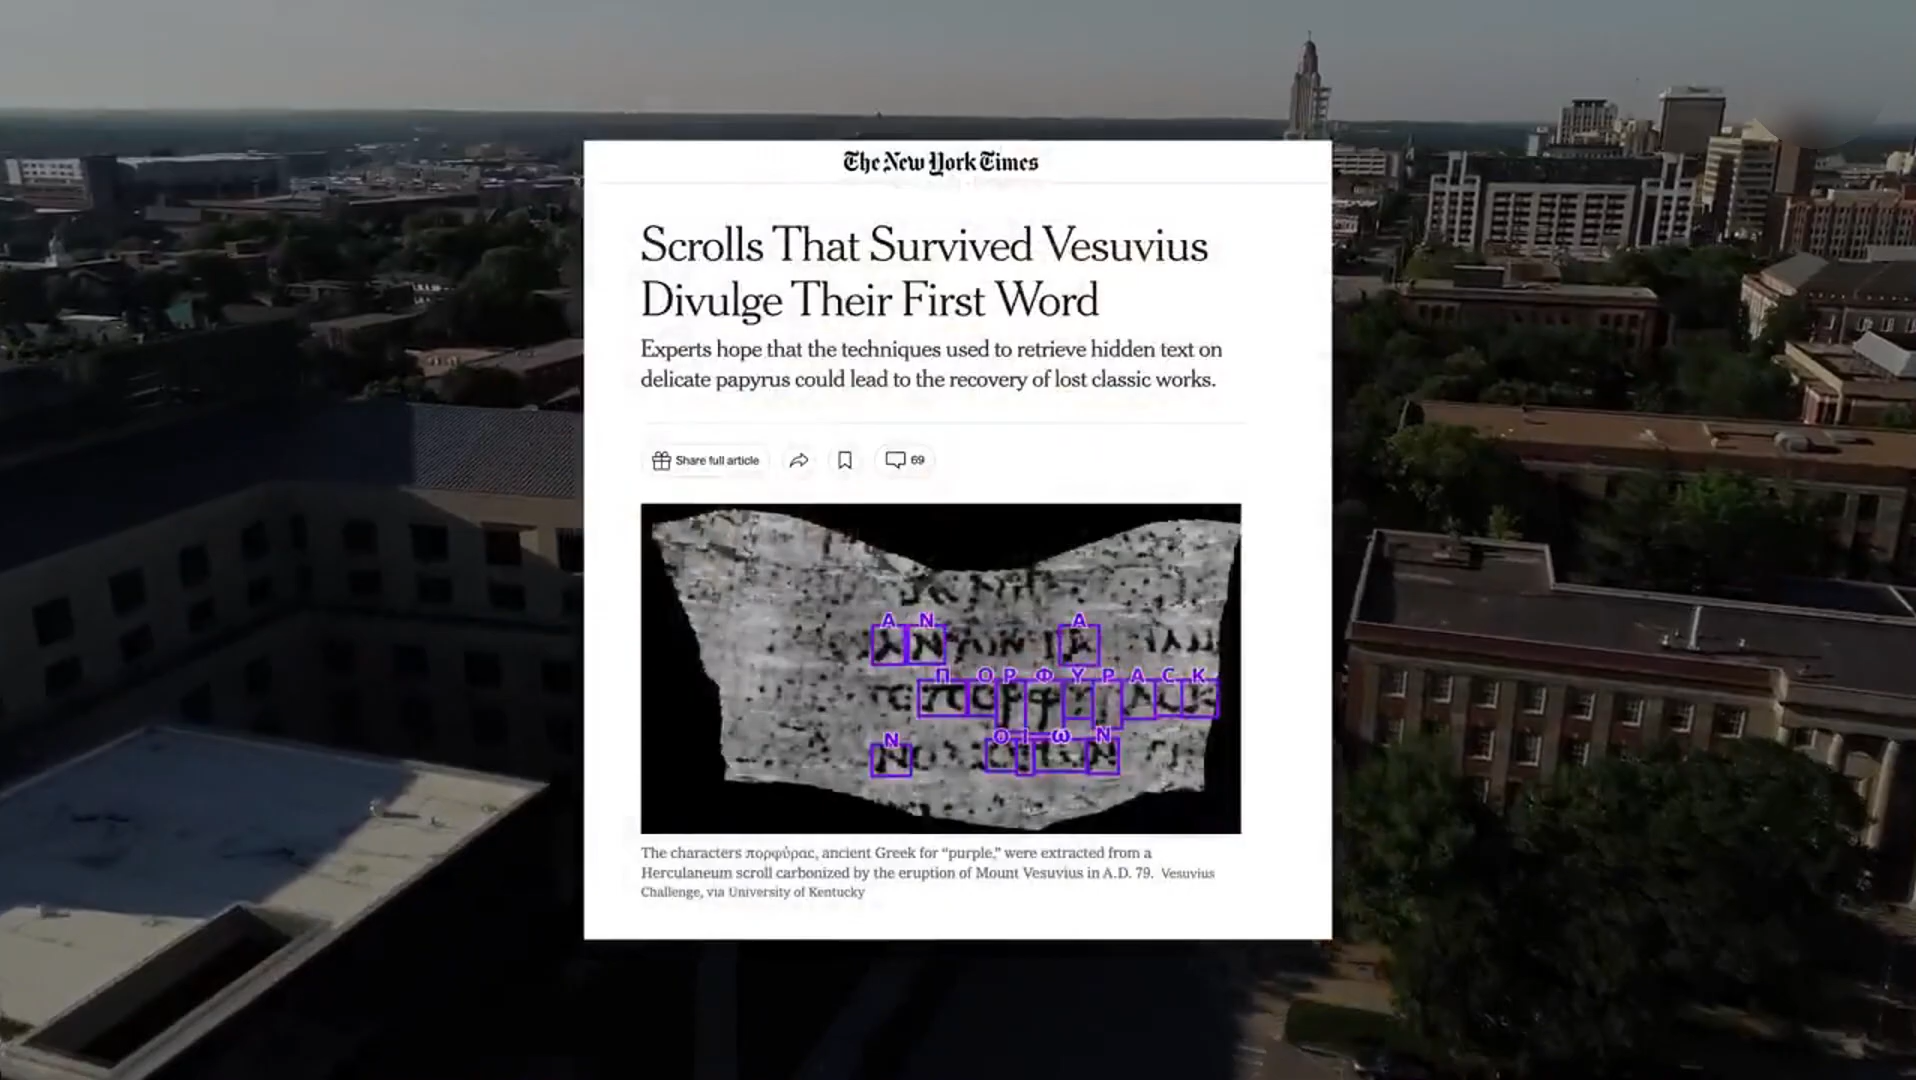 The New York Times
Scrolls That Survived Vesuvius
Divulge Their First Word
Experts hope that the techniques used to retrieve hidden text on
delicate papyrus could lead to the recovery of lost classic works.
Share full article
69
A N A
Π Ο Ρ Φ Υ Ρ Α C Κ
N O I ω N
The characters πορφύρας, ancient Greek for “purple,” were extracted from a
Herculaneum scroll carbonized by the eruption of Mount Vesuvius in A.D. 79. Vesuvius
Challenge, via University of Kentucky